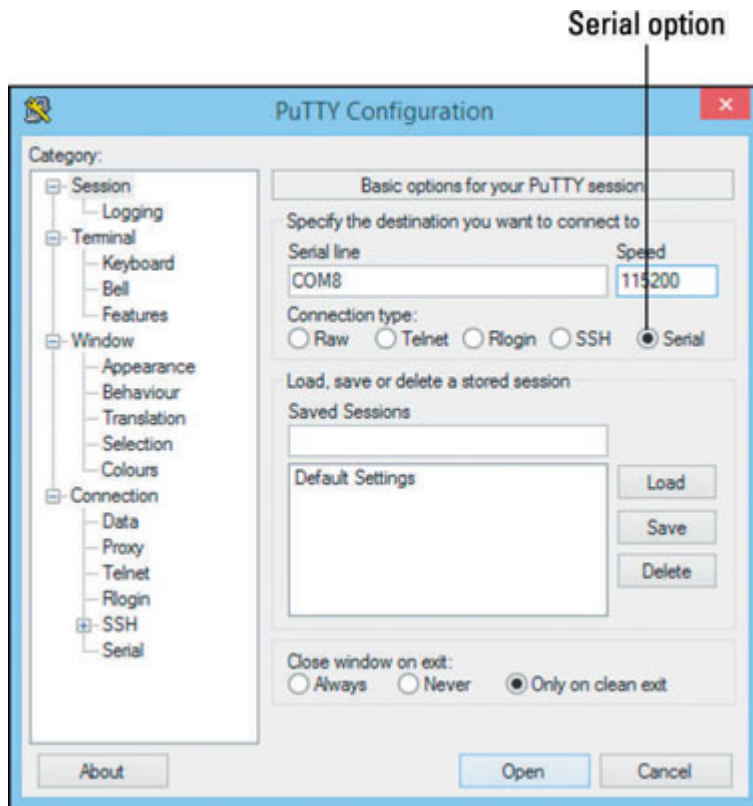 Serial option
PuTTY Configuration
Category:
Session
Logging
Terminal
Keyboard
Bell
Features
Window
Appearance
Behaviour
Translation
Selection
Colours
Connection
Data
Proxy
Telnet
Rlogin
SSH
Serial
Basic options for your PuTTY session
Specify the destination you want to connect to
Serial line Speed
COM8 115200
Connection type:
Raw Telnet Rlogin SSH Serial
Load, save or delete a stored session
Saved Sessions
Default Settings
Load
Save
Delete
Close window on exit:
Always Never Only on clean exit
About Open Cancel